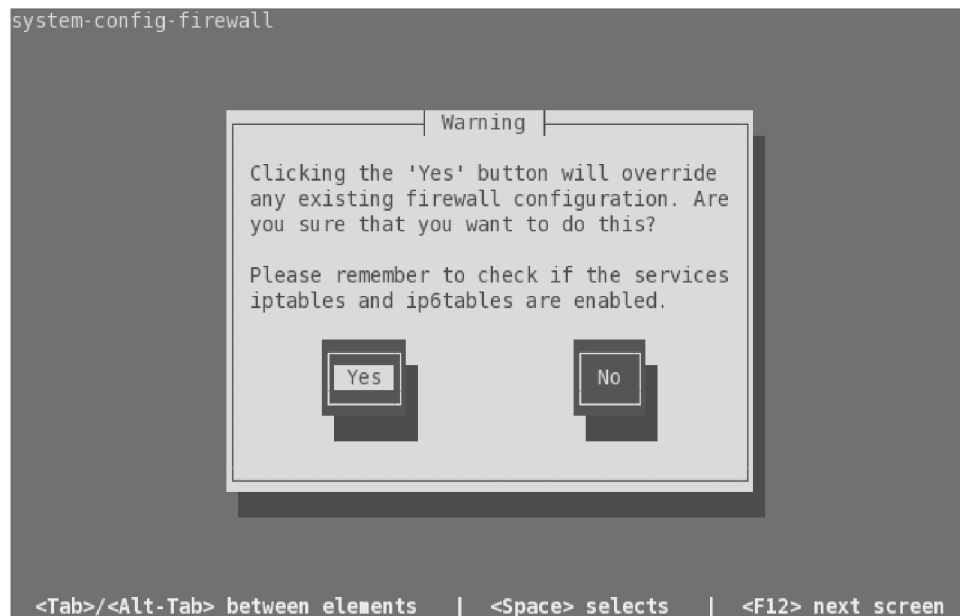 system-config-firewall
Warning
Clicking the 'Yes' button will override
any existing firewall configuration. Are
you sure that you want to do this?
Please remember to check if the services
iptables and ip6tables are enabled.
Yes No
<Tab>/<Alt-Tab> between elements | <Space> selects | <F12> next screen